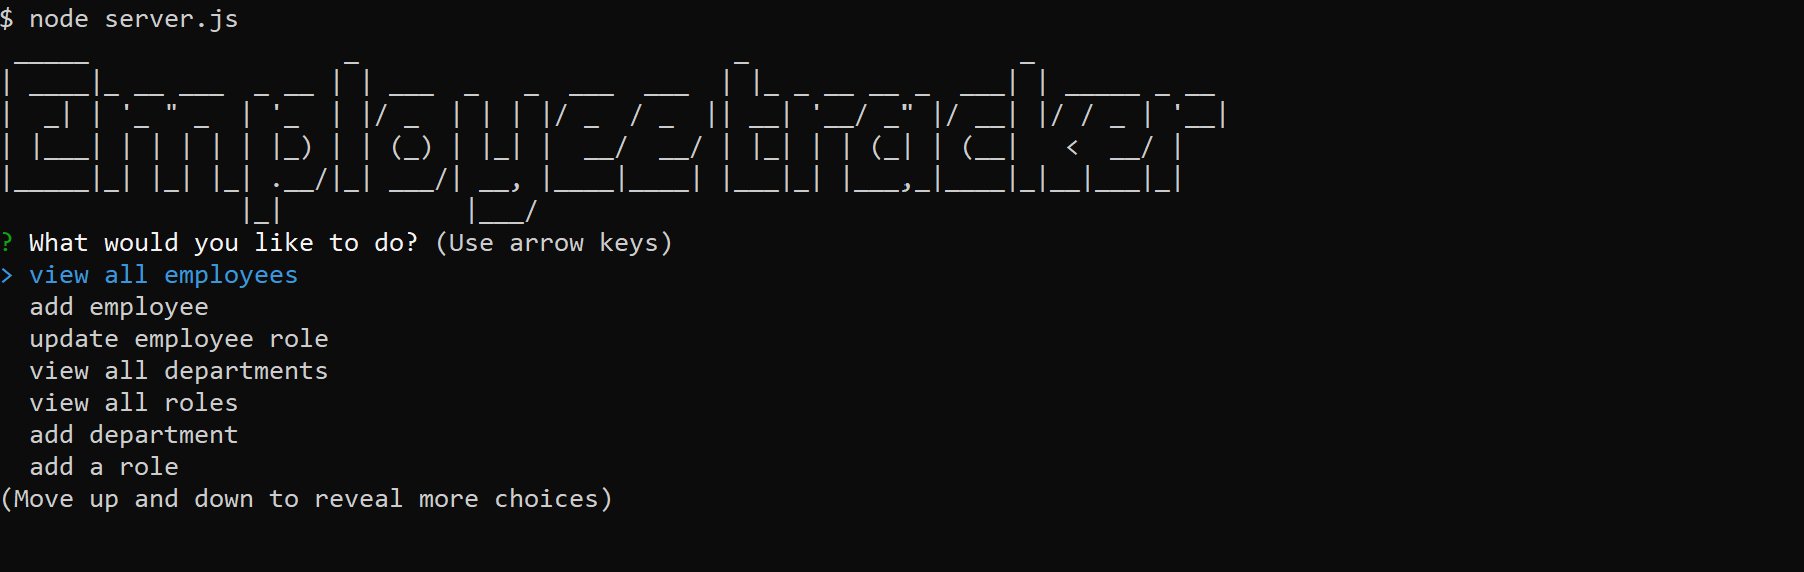 $ node server.js
Employee tracker
? What would you like to do? (Use arrow keys)
> view all employees
add employee
update employee role
view all departments
view all roles
add department
add a role
(Move up and down to reveal more choices)